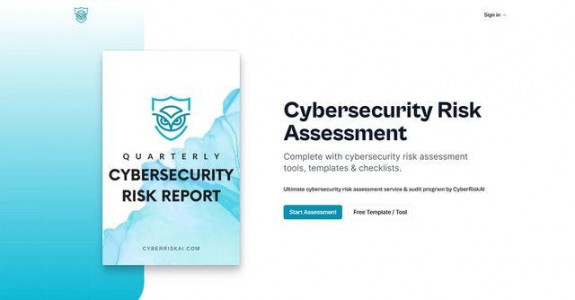 Sign in →
QUARTERLY
CYBERSECURITY
RISK REPORT
CYBERRISKAI.COM
Cybersecurity Risk
Assessment
Complete with cybersecurity risk assessment
tools, templates & checklists.
Ultimate cybersecurity risk assessment service & audit program by CyberRiskAI
Start Assessment
Free Template / Tool